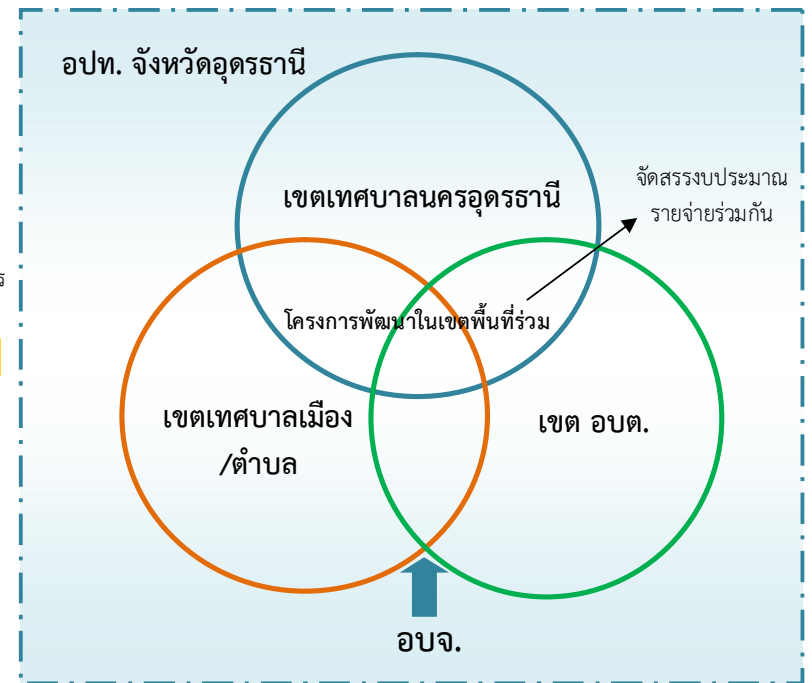 อปท. จังหวัดอุดรธานี
เขตเทศบาลนครอุดรธานี
จัดสรรงบประมาณ
รายจ่ายร่วมกัน
โครงการพัฒนาในเขตพื้นที่ร่วม
เขตเทศบาลเมือง
/ตำบล
เขต อบต.
อบจ.